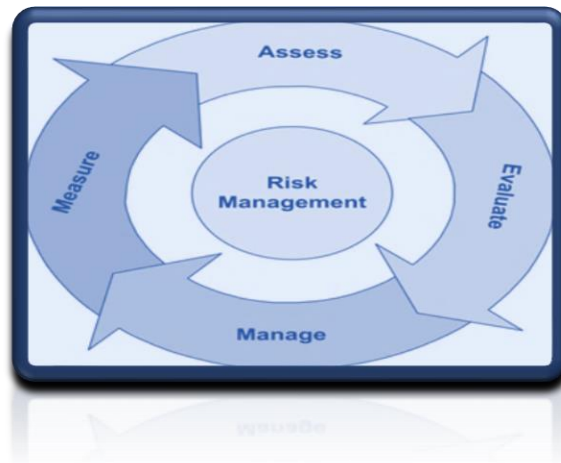 Assess
Evaluate
Manage
Measure
Risk
Management